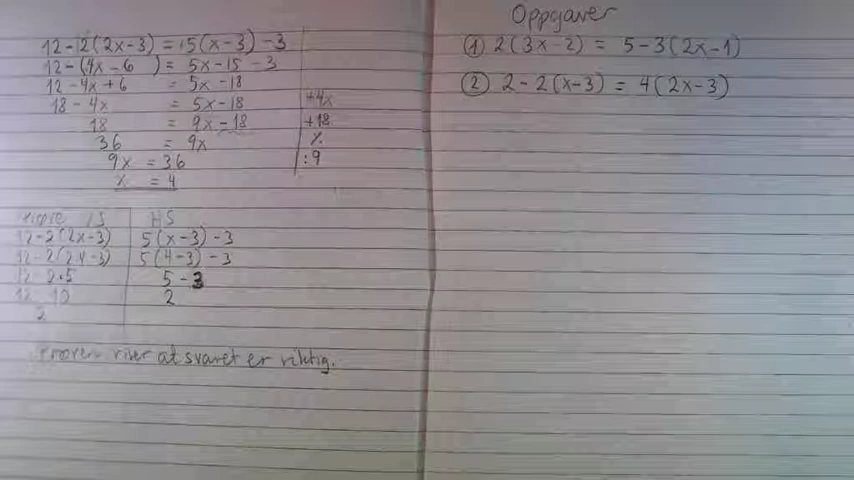 12-2(2x-3) = 5(x-3) -3
12-(4x-6 ) = 5x-15 -3
12-4x+6 = 5x -18
18-4x = 5x-18 +4x
18 = 9x-18 +18
36 = 9x
9x = 36 :9
x = 4
VS HS
12-2(2x-3) 5(x-3) -3
12-2(2·4-3) 5(4-3) -3
12-2·5 5-3
12-10 2
2
Prøven viser at svaret er riktig.
Oppgaver
① 2(3x-2) = 5-3(2x-1)
② 2-2(x-3) = 4(2x-3)